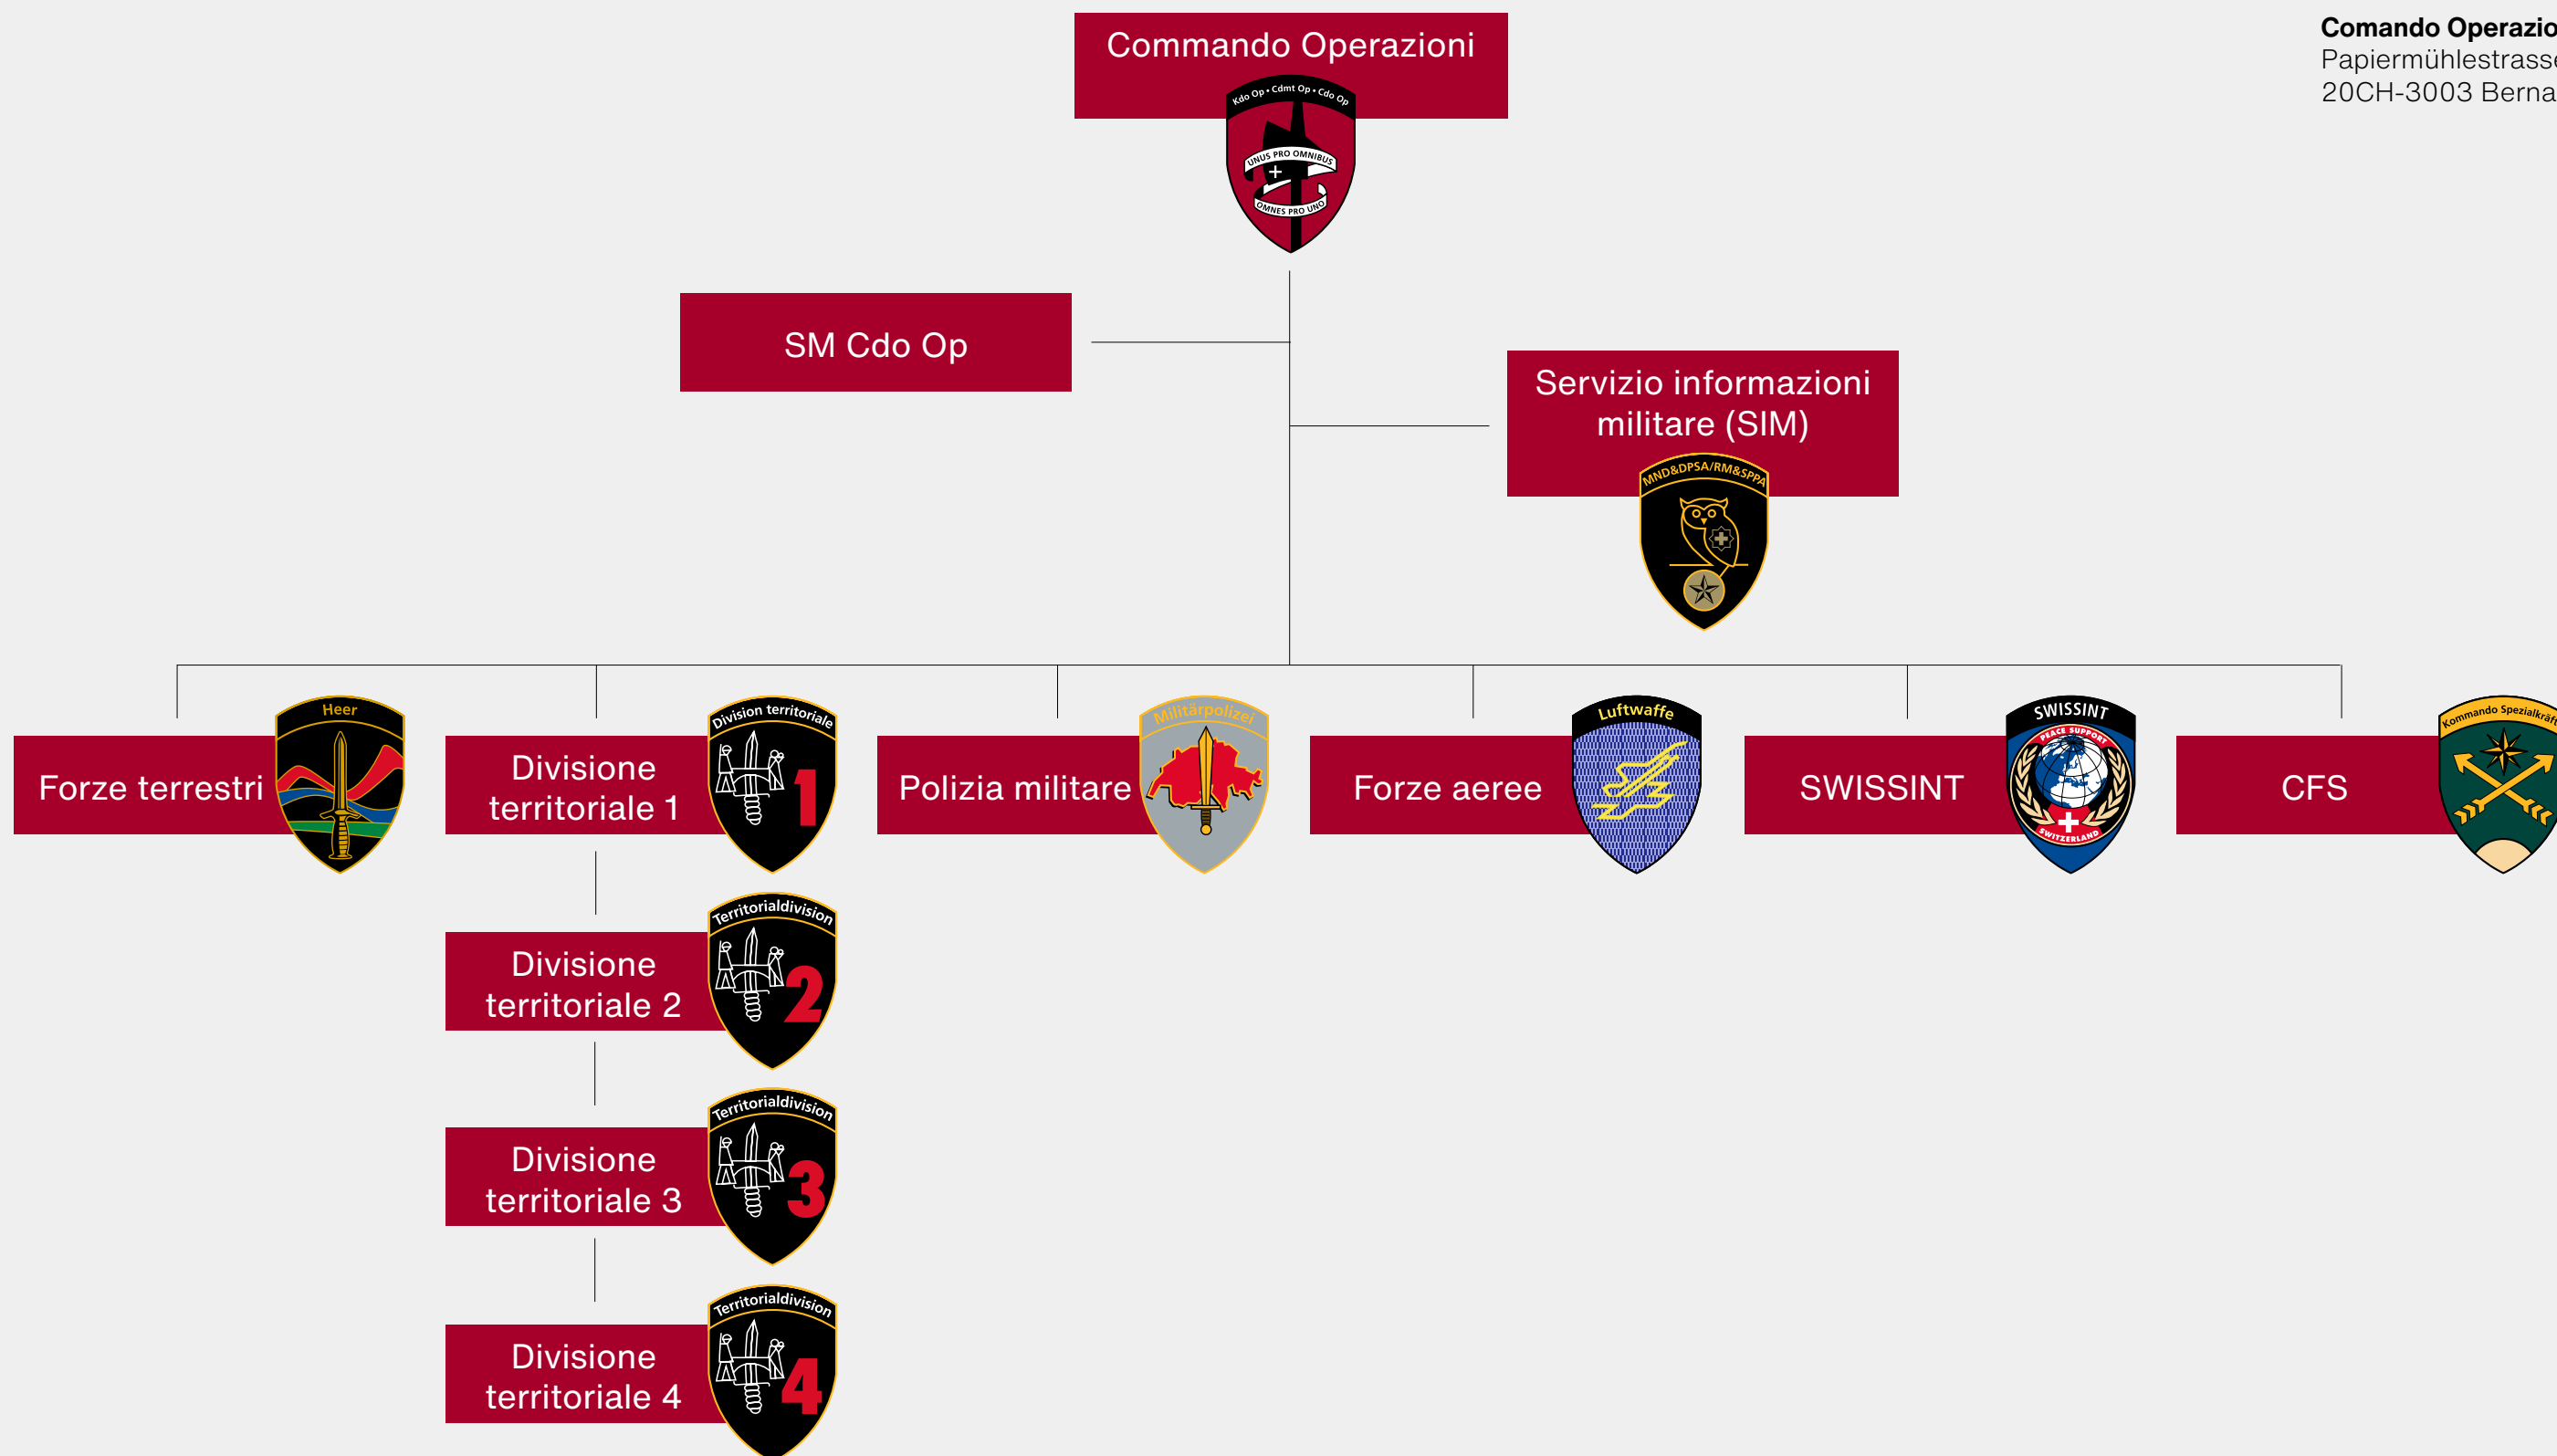 Commando Operazioni
Kdo Op • Cdmt Op • Cdo Op
UNUS PRO OMNIBUS
OMNES PRO UNO
Comando Operazio
Papiermühlestrasse
20CH-3003 Berna
SM Cdo Op
Servizio informazioni
militare (SIM)
MND&DPSA/RM&SPPA
Forze terrestri
Heer
Divisione
territoriale 1
Division territoriale
1
Polizia militare
Militärpolizei
Forze aeree
Luftwaffe
SWISSINT
SWISSINT
PEACE SUPPORT
SWITZERLAND
CFS
Kommando Spezialkräft
Divisione
territoriale 2
Territorialdivision
2
Divisione
territoriale 3
Territorialdivision
3
Divisione
territoriale 4
Territorialdivision
4